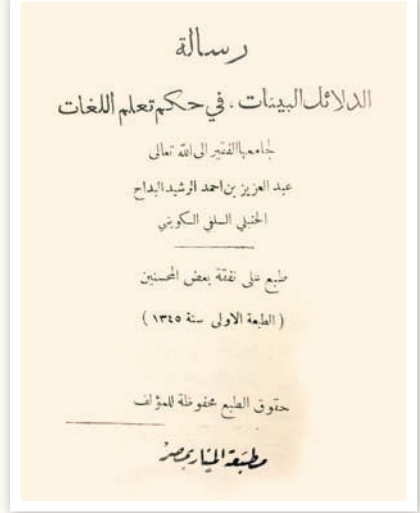 رسالة
الدلائل البينات . في حكم تعلم اللغات
لجامعها الفقير الى الله تعالى
عبد العزيز بن احمد الرشيد البداح
الحنبلي السلفي الكويتي
طبع على نفقة بعض المحسنين
( الطبعة الاولى سنة ١٣٤٥ )
حقوق الطبع محفوظة للمؤلف
مطبعة المنار بمصر